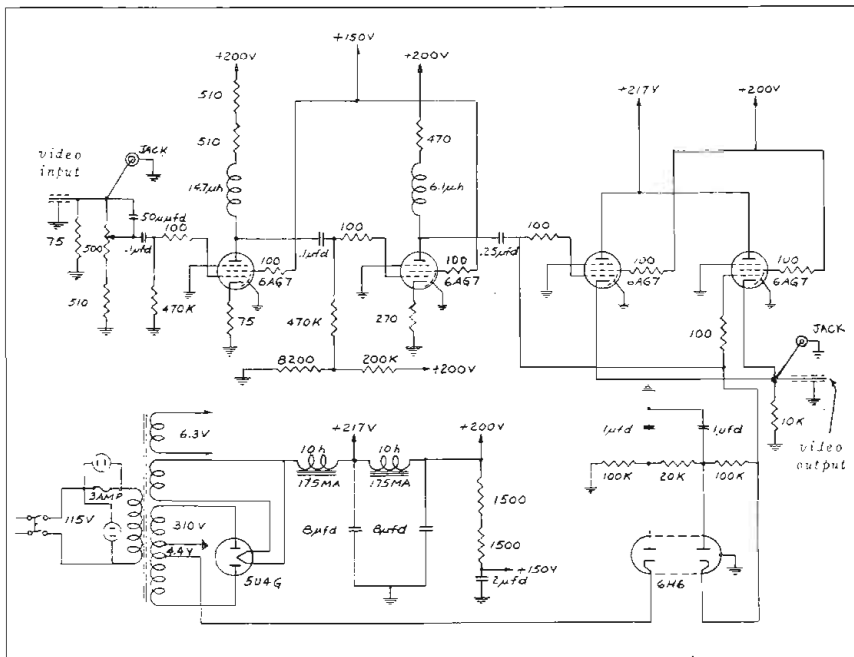 +200V
+150V
+200V
+217V
+200V
510
510
14.7μh
470
6.1μh
video
input
JACK
50μμfd
75
500
.1μfd
100
510
470K
100
6AG7
75
.1μfd
100
470K
100
6AG7
270
.25μfd
100
100
6AG7
100
6AG7
100
JACK
10K
video
output
8200
200K
+200V
1μfd
1μfd
100K
20K
100K
6H6
6.3V
3AMP
115V
310V
4.4V
5U4G
10h
175MA
+217V
10h
175MA
+200V
8μfd
8μfd
1500
1500
+150V
2μfd